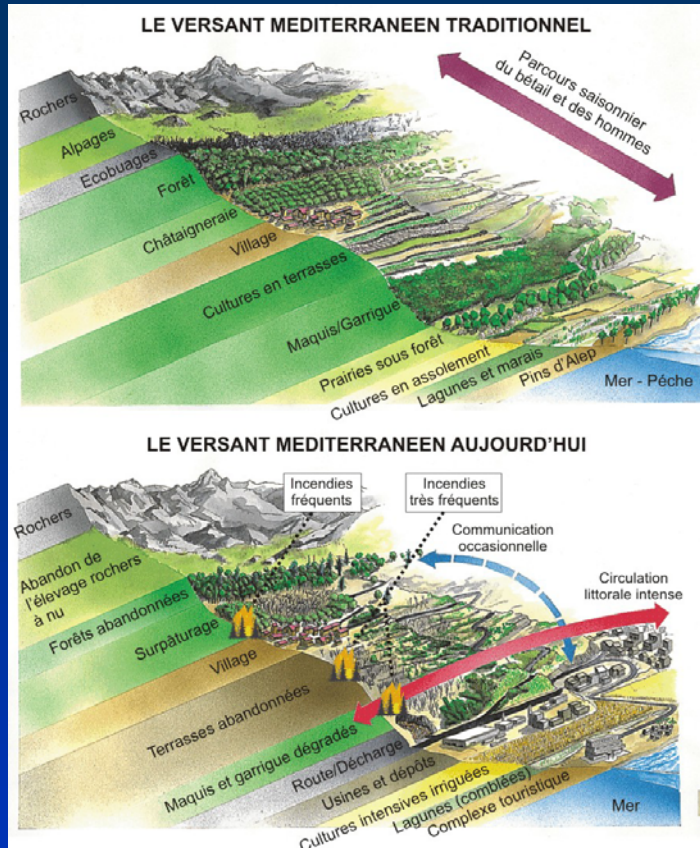 LE VERSANT MEDITERRANEEN TRADITIONNEL
Parcours saisonnier
du bétail et des hommes
Rochers
Alpages
Ecobuages
Forêt
Châtaigneraie
Village
Cultures en terrasses
Maquis/Garrigue
Prairies sous forêt
Cultures en assolement
Lagunes et marais
Pins d'Alep
Mer - Péche
LE VERSANT MEDITERRANEEN AUJOURD'HUI
Incendies
fréquents
Incendies
très fréquents
Communication
occasionnelle
Circulation
littorale intense
Rochers
Abandon de
l'élevage rochers
à nu
Forêts abandonnées
Surpâturage
Village
Terrasses abandonnées
Maquis et garrigue dégradés
Route/Décharge
Usines et dépôts
Cultures intensives irriguées
Lagunes (comblées)
Complexe touristique
Mer